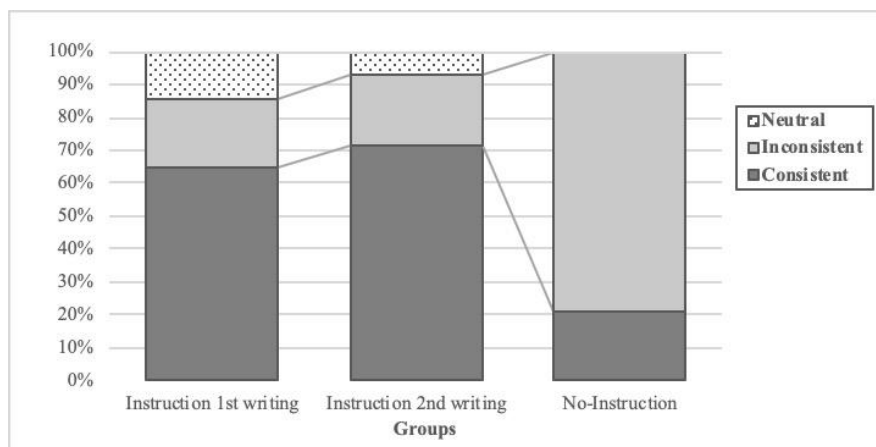 100%
90%
80%
70%
60%
50%
40%
30%
20%
10%
0%
Neutral
Inconsistent
Consistent
Instruction 1st writing
Instruction 2nd writing
No-Instruction
Groups